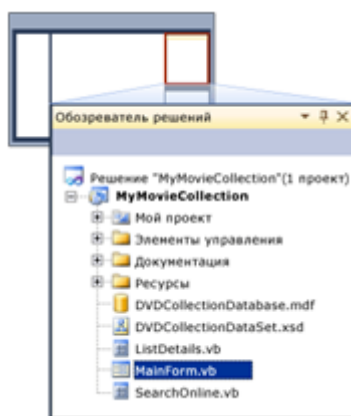 Обозреватель решений
Решение "MyMovieCollection"(1 проект)
MyMovieCollection
Мой проект
Элементы управления
Документация
Ресурсы
DVDCollectionDatabase.mdf
DVDCollectionDataSet.xsd
ListDetails.vb
MainForm.vb
SearchOnline.vb